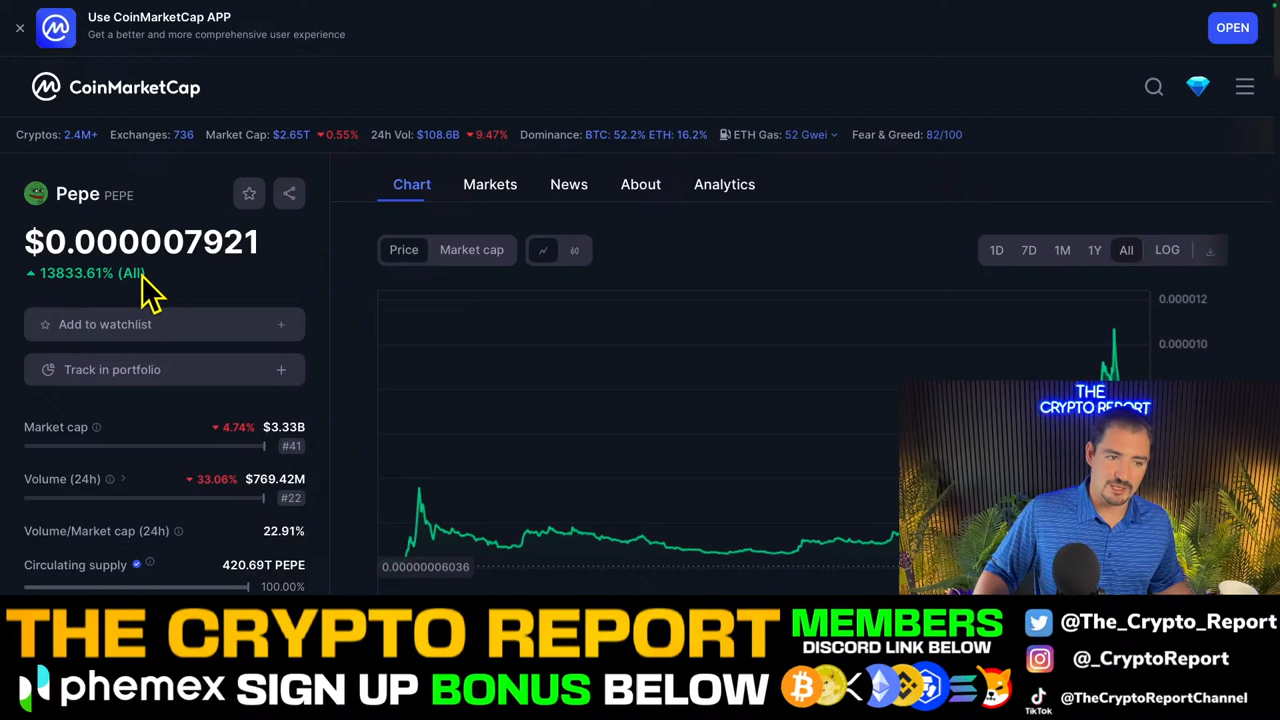 Use CoinMarketCap APP
Get a better and more comprehensive user experience
OPEN
CoinMarketCap
Cryptos: 2.4M+ Exchanges: 736 Market Cap: $2.65T 0.55% 24h Vol: $108.6B 9.47% Dominance: BTC: 52.2% ETH: 16.2% ETH Gas: 52 Gwei Fear & Greed: 82/100
Pepe PEPE
$0.000007921
13833.61% (All)
Add to watchlist +
Track in portfolio +
Market cap 4.74% $3.33B
#41
Volume (24h) 33.06% $769.42M
#22
Volume/Market cap (24h) 22.91%
Circulating supply 420.69T PEPE
100.00%
Chart Markets News About Analytics
Price Market cap 1D 7D 1M 1Y All LOG
0.000012
0.000010
0.00000006036
THE
CRYPTO REPORT
THE CRYPTO REPORT
MEMBERS
DISCORD LINK BELOW
phemex SIGN UP BONUS BELOW
@The_Crypto_Report
@_CryptoReport
TikTok @TheCryptoReportChannel